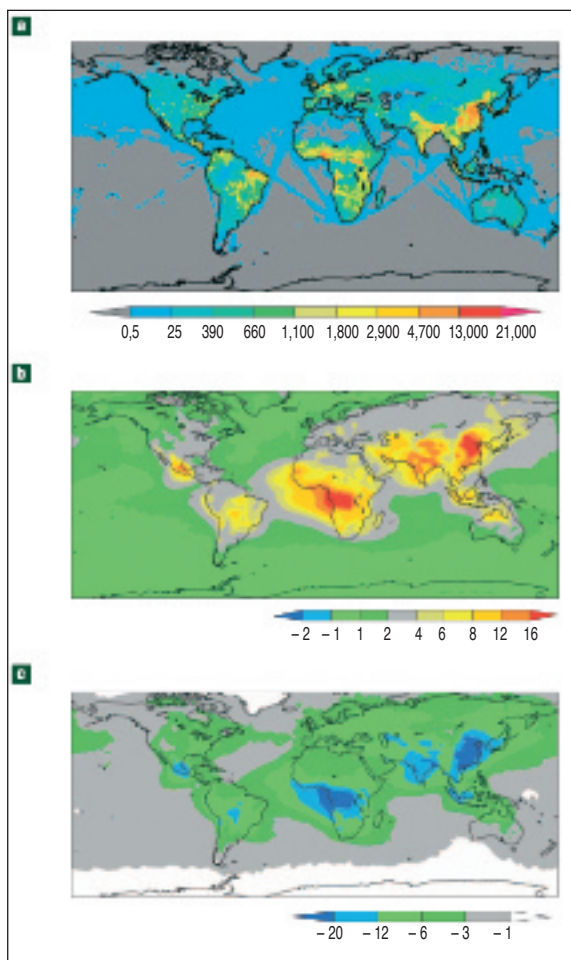 a
0,5 25 390 660 1,100 1,800 2,900 4,700 13,000 21,000
b
– 2 – 1 1 2 4 6 8 12 16
c
– 20 – 12 – 6 – 3 – 1